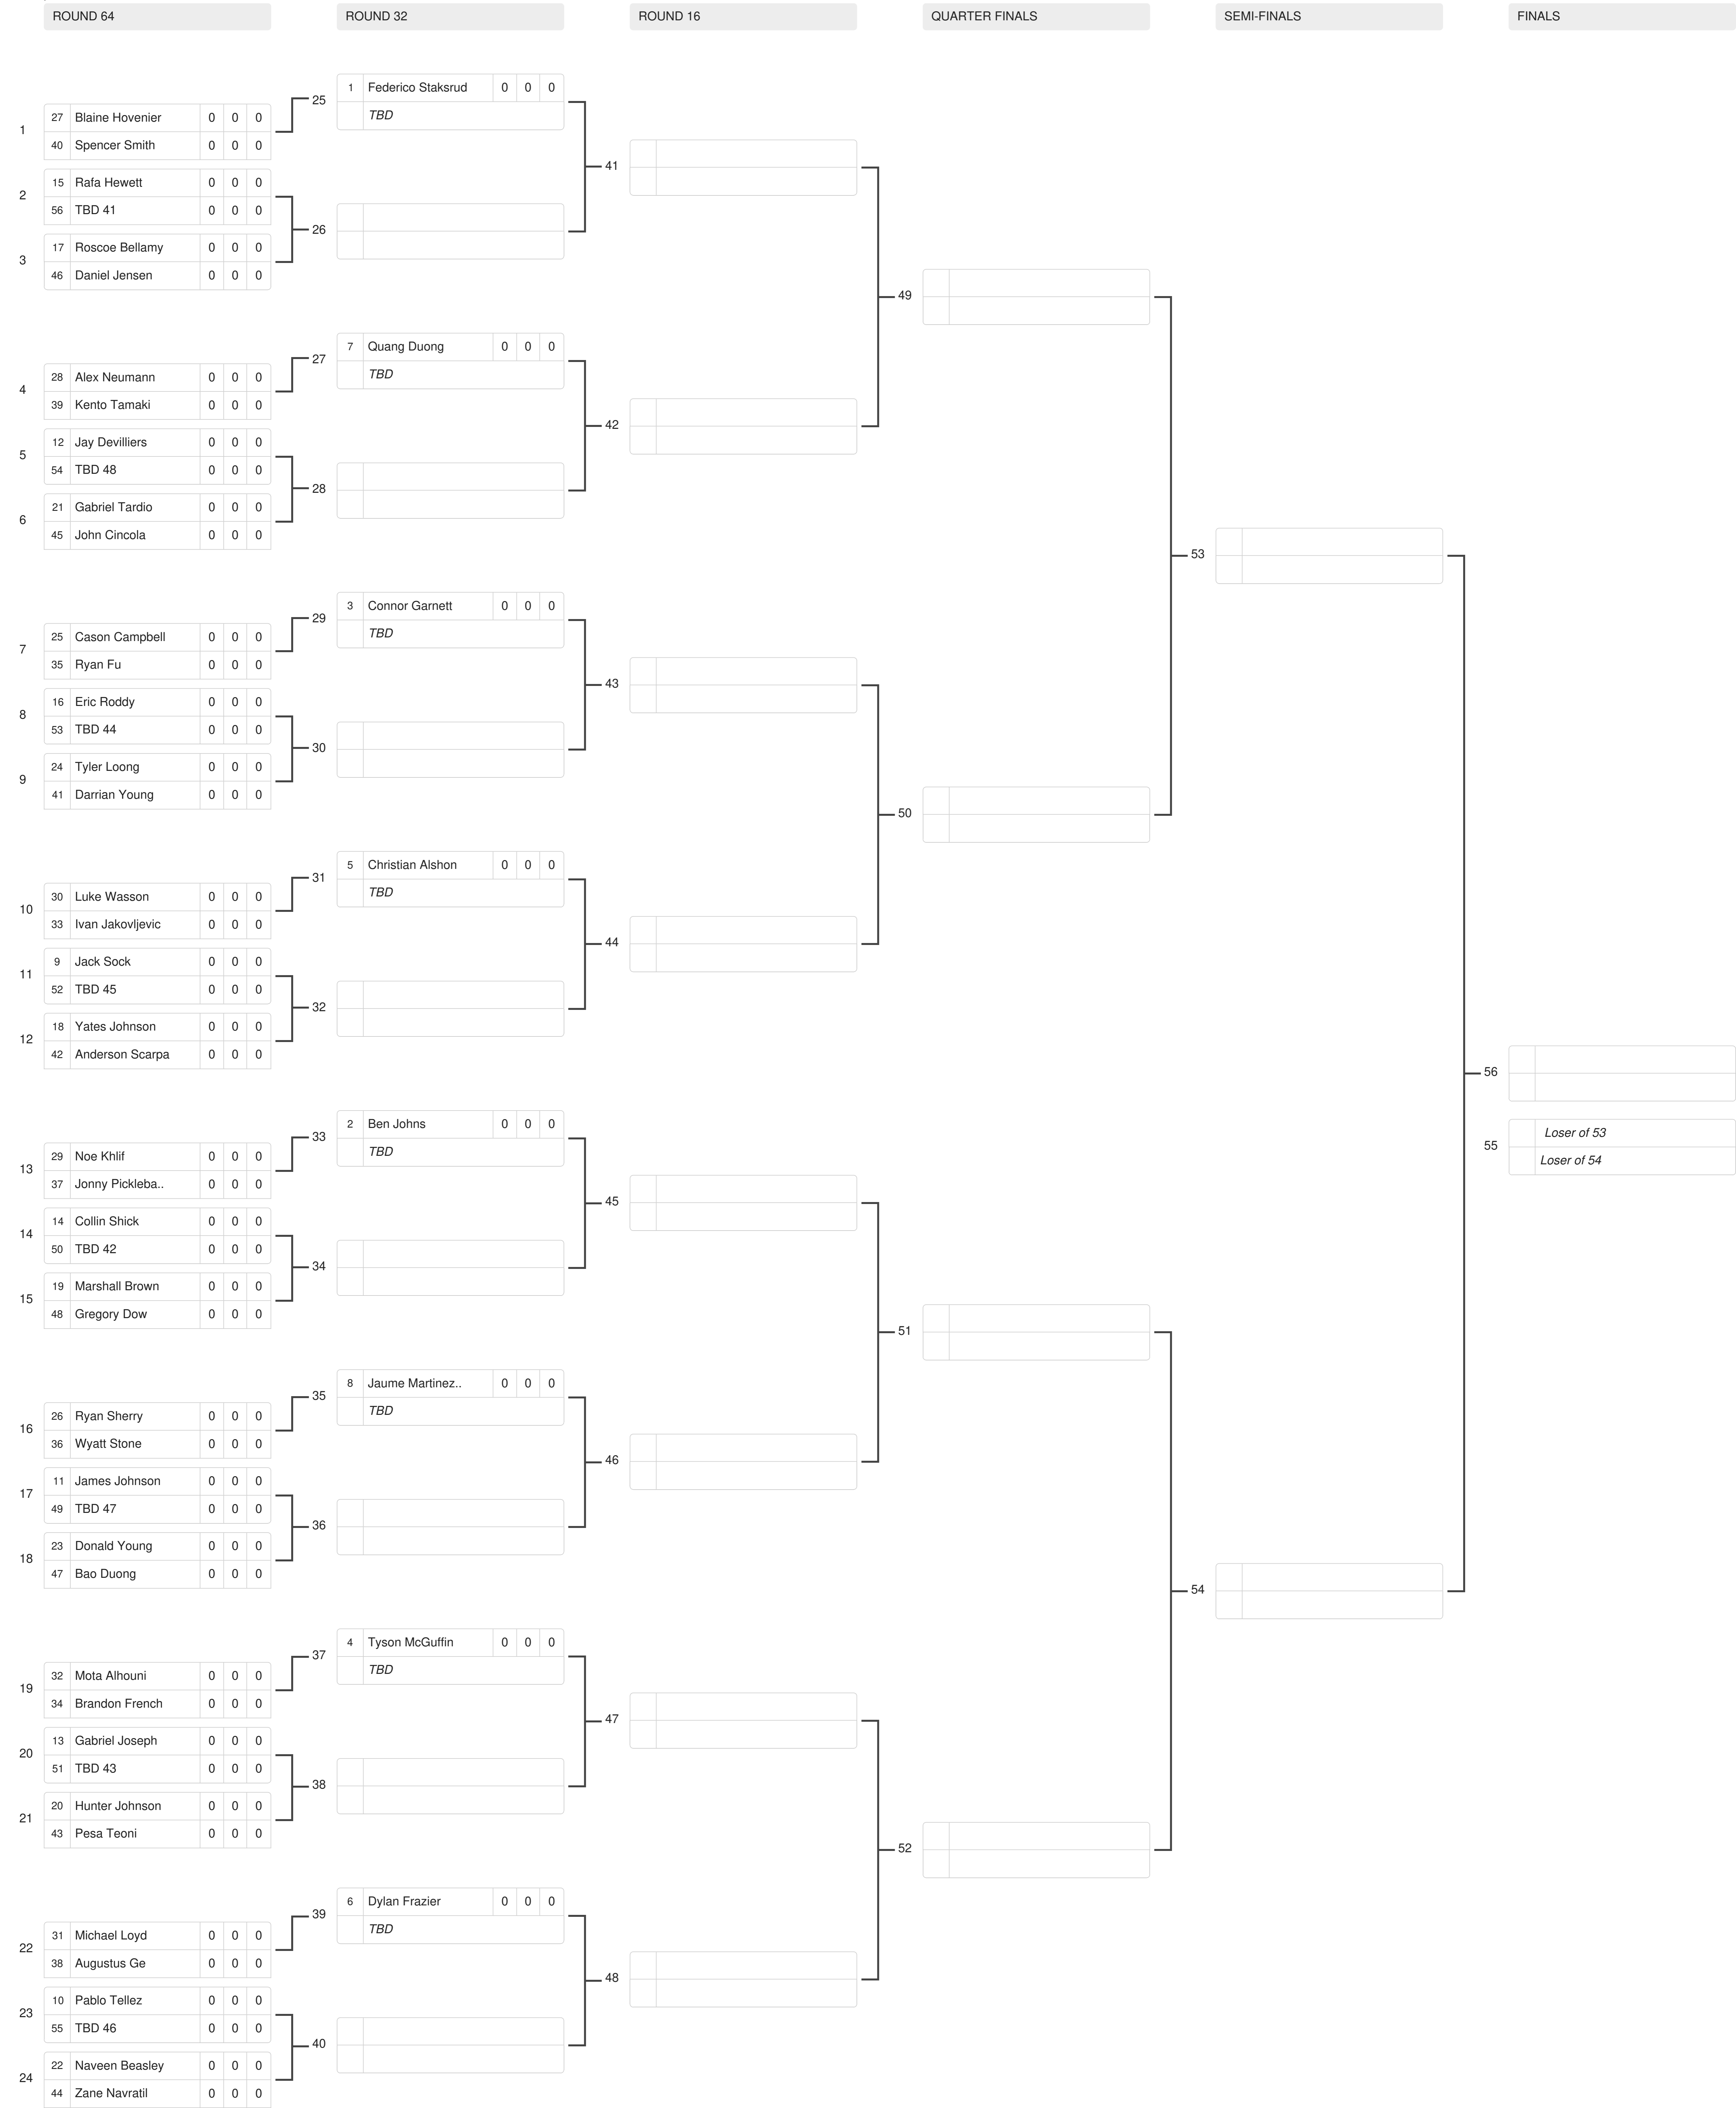 ROUND 64
ROUND 32
ROUND 16
QUARTER FINALS
SEMI-FINALS
FINALS
1
27 Blaine Hovenier 0 0 0
40 Spencer Smith 0 0 0
2
15 Rafa Hewett 0 0 0
56 TBD 41 0 0 0
3
17 Roscoe Bellamy 0 0 0
46 Daniel Jensen 0 0 0
4
28 Alex Neumann 0 0 0
39 Kento Tamaki 0 0 0
5
12 Jay Devilliers 0 0 0
54 TBD 48 0 0 0
6
21 Gabriel Tardio 0 0 0
45 John Cincola 0 0 0
7
25 Cason Campbell 0 0 0
35 Ryan Fu 0 0 0
8
16 Eric Roddy 0 0 0
53 TBD 44 0 0 0
9
24 Tyler Loong 0 0 0
41 Darrian Young 0 0 0
10
30 Luke Wasson 0 0 0
33 Ivan Jakovljevic 0 0 0
11
9 Jack Sock 0 0 0
52 TBD 45 0 0 0
12
18 Yates Johnson 0 0 0
42 Anderson Scarpa 0 0 0
13
29 Noe Khlif 0 0 0
37 Jonny Pickleba.. 0 0 0
14
14 Collin Shick 0 0 0
50 TBD 42 0 0 0
15
19 Marshall Brown 0 0 0
48 Gregory Dow 0 0 0
16
26 Ryan Sherry 0 0 0
36 Wyatt Stone 0 0 0
17
11 James Johnson 0 0 0
49 TBD 47 0 0 0
18
23 Donald Young 0 0 0
47 Bao Duong 0 0 0
19
32 Mota Alhouni 0 0 0
34 Brandon French 0 0 0
20
13 Gabriel Joseph 0 0 0
51 TBD 43 0 0 0
21
20 Hunter Johnson 0 0 0
43 Pesa Teoni 0 0 0
22
31 Michael Loyd 0 0 0
38 Augustus Ge 0 0 0
23
10 Pablo Tellez 0 0 0
55 TBD 46 0 0 0
24
22 Naveen Beasley 0 0 0
44 Zane Navratil 0 0 0
25
1 Federico Staksrud 0 0 0
TBD
26
27
7 Quang Duong 0 0 0
TBD
28
29
3 Connor Garnett 0 0 0
TBD
30
31
5 Christian Alshon 0 0 0
TBD
32
33
2 Ben Johns 0 0 0
TBD
34
35
8 Jaume Martinez.. 0 0 0
TBD
36
37
4 Tyson McGuffin 0 0 0
TBD
38
39
6 Dylan Frazier 0 0 0
TBD
40
41
42
43
44
45
46
47
48
49
50
51
52
53
54
56
55
Loser of 53
Loser of 54